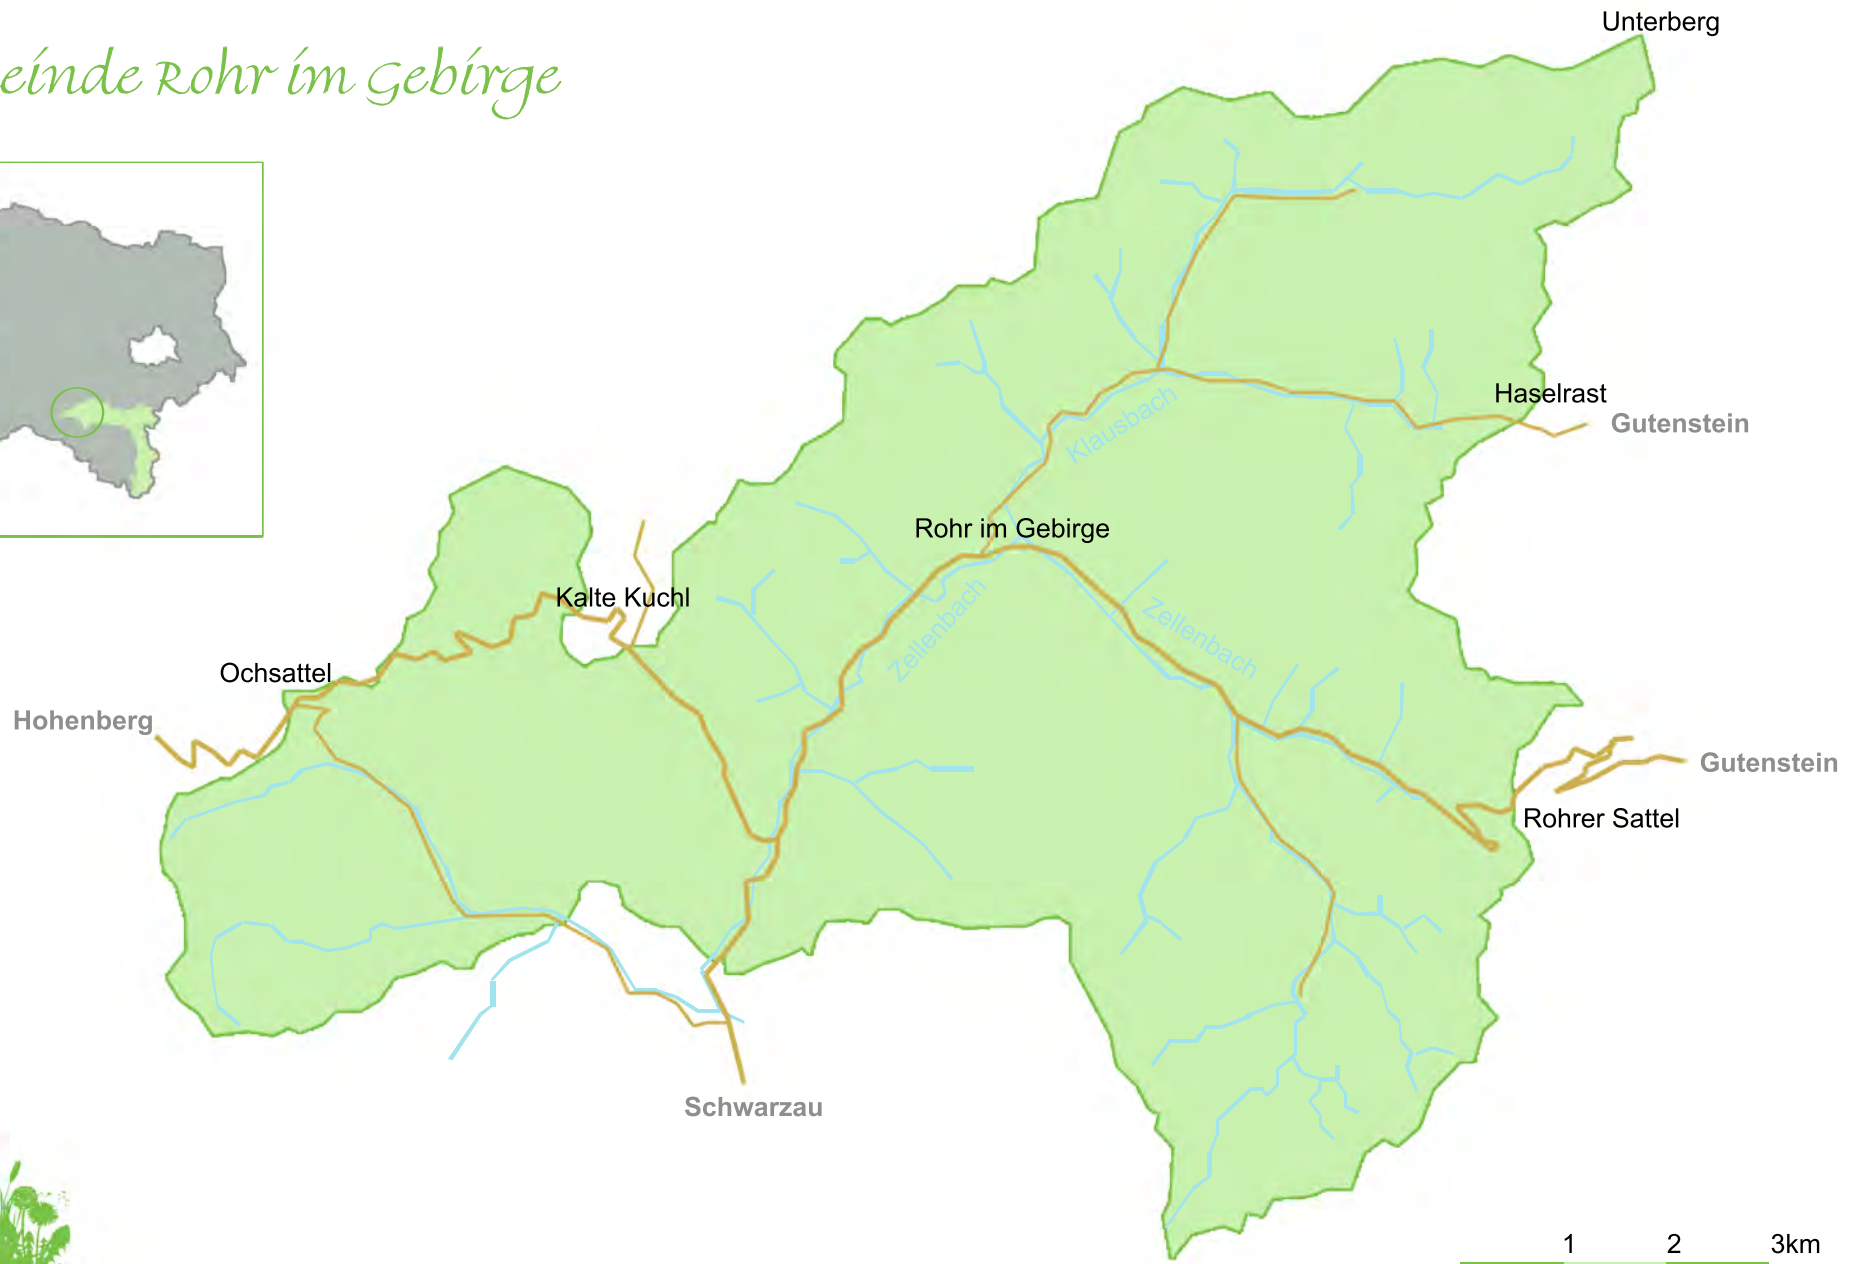 Unterberg
einde Rohr im Gebirge
Haselrast
Gutenstein
Klausbach
Rohr im Gebirge
Kalte Kuchl
Zellenbach
Zellenbach
Ochsattel
Hohenberg
Gutenstein
Rohrer Sattel
Schwarzau
1 2 3km